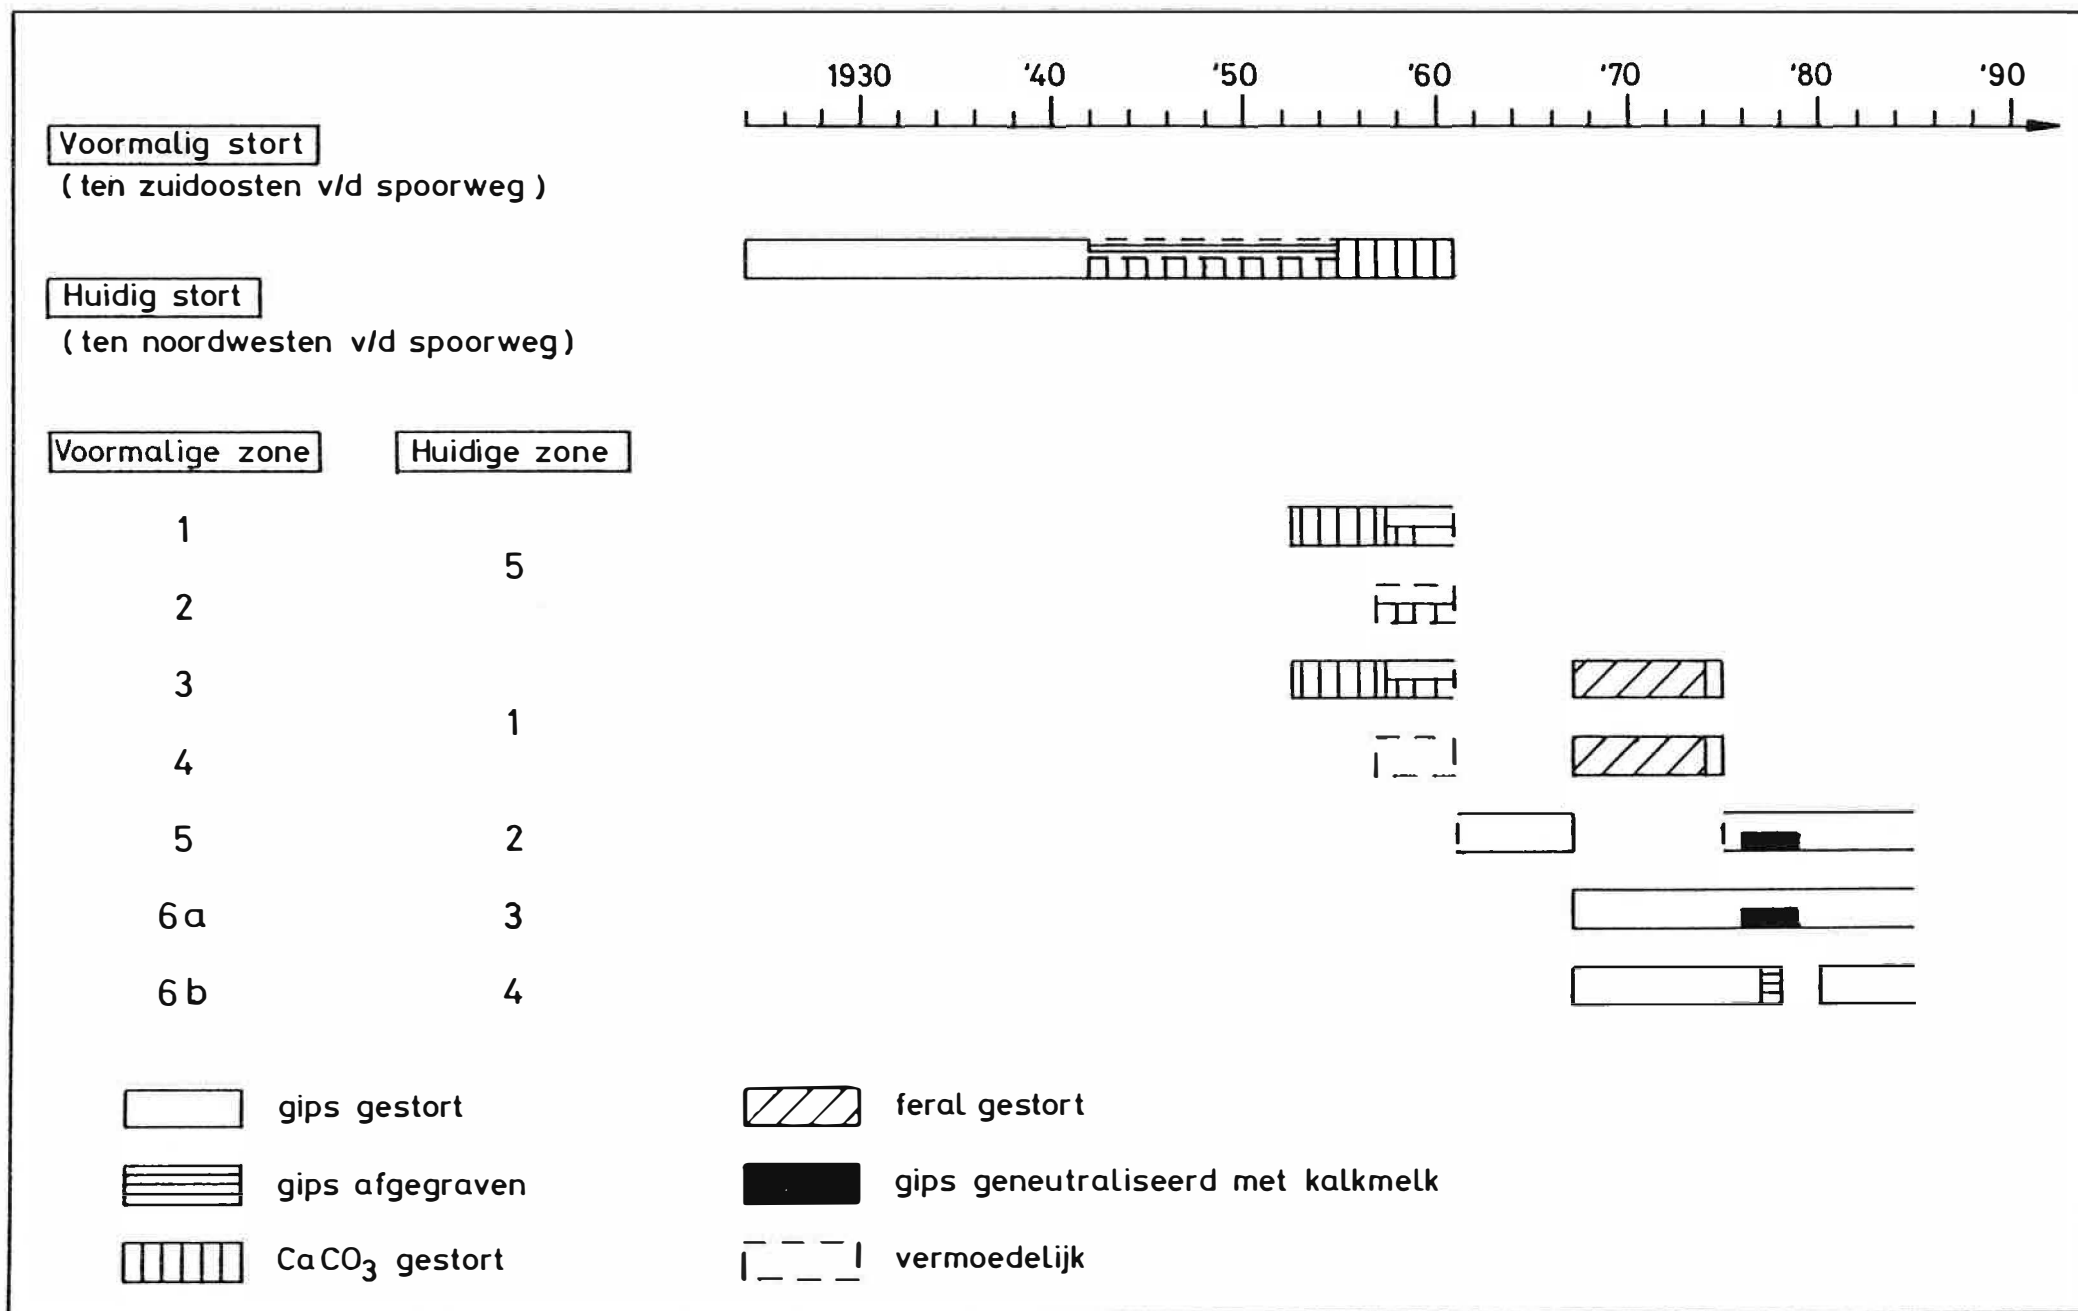 1930 '40 '50 '60 '70 '80 '90
Voormalig stort
(ten zuidoosten v/d spoorweg)
Huidig stort
(ten noordwesten v/d spoorweg)
Voormalige zone Huidige zone
1
5
2
3
1
4
5 2
6a 3
6b 4
gips gestort feral gestort
gips afgegraven gips geneutraliseerd met kalkmelk
CaCO₃ gestort vermoedelijk